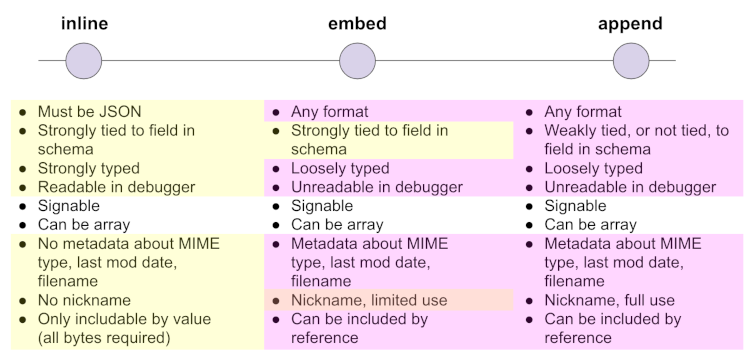 inline
embed
append
● Must be JSON
● Strongly tied to field in
schema
● Strongly typed
● Readable in debugger
● Signable
● Can be array
● No metadata about MIME
type, last mod date,
filename
● No nickname
● Only includable by value
(all bytes required)
● Any format
● Strongly tied to field in
schema
● Loosely typed
● Unreadable in debugger
● Signable
● Can be array
● Metadata about MIME
type, last mod date,
filename
● Nickname, limited use
● Can be included by
reference
● Any format
● Weakly tied, or not tied, to
field in schema
● Loosely typed
● Unreadable in debugger
● Signable
● Can be array
● Metadata about MIME
type, last mod date,
filename
● Nickname, full use
● Can be included by
reference